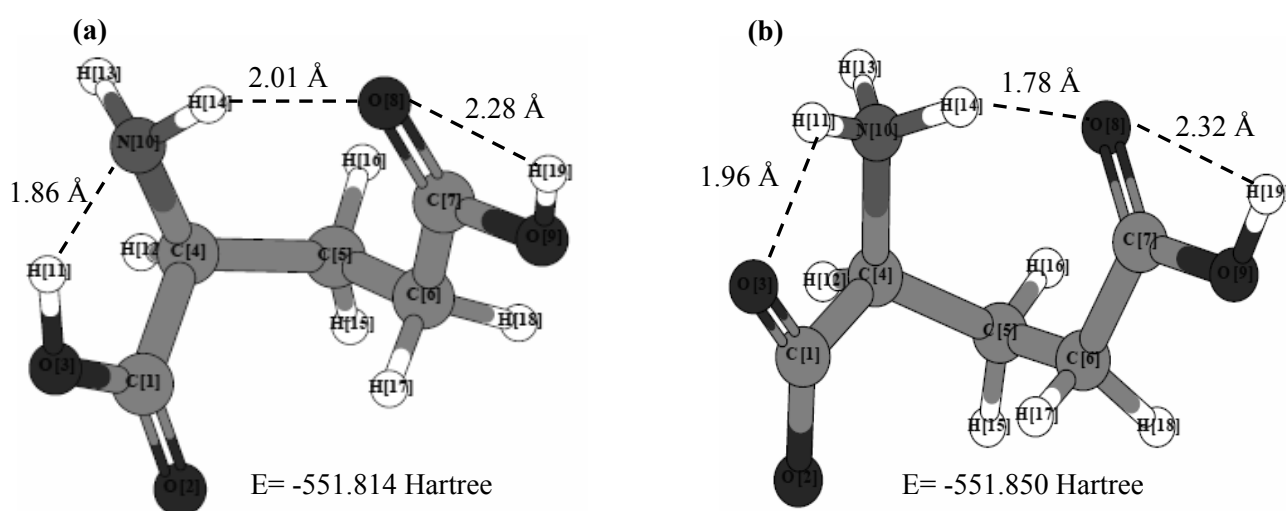 (a)
H[13]
H[14]
2.01 Å
O[8]
2.28 Å
N[10]
H[16]
H[19]
1.86 Å
C[7]
O[9]
H[12
C[4]
C[5]
H[11]
C[6]
H[15]
H[18]
O[3]
C[1]
H[17]
O[2]
E= -551.814 Hartree
(b)
H[13]
H[14]
1.78 Å
H[11]
N[10]
O[8]
2.32 Å
1.96 Å
H[19]
C[7]
O[3]
H[12]
C[4]
H[16]
O[9]
C[5]
C[1]
C[6]
H[17]
H[15]
H[18]
O[2]
E= -551.850 Hartree